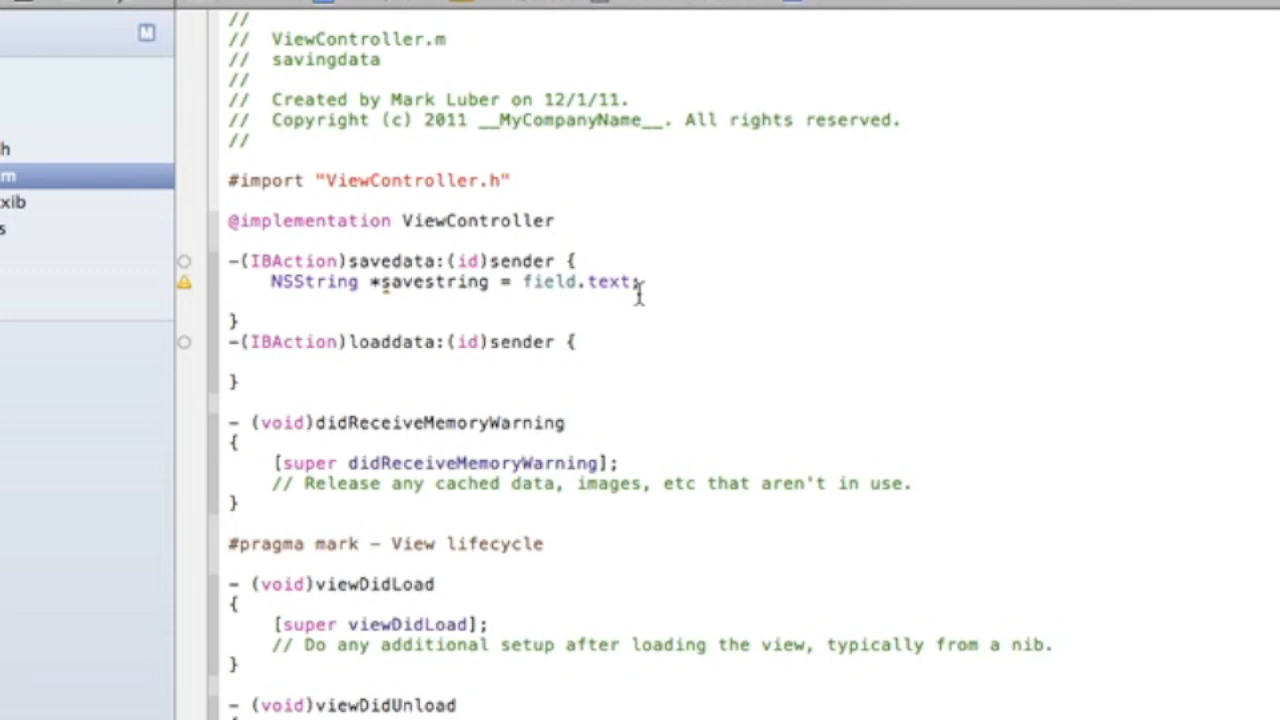 //
//  ViewController.m
//  savingdata
//
//  Created by Mark Luber on 12/1/11.
//  Copyright (c) 2011 __MyCompanyName__. All rights reserved.
//
#import "ViewController.h"
@implementation ViewController
-(IBAction)savedata:(id)sender {
    NSString *savestring = field.text;
}
-(IBAction)loaddata:(id)sender {
}
- (void)didReceiveMemoryWarning
{
    [super didReceiveMemoryWarning];
    // Release any cached data, images, etc that aren't in use.
}
#pragma mark - View lifecycle
- (void)viewDidLoad
{
    [super viewDidLoad];
    // Do any additional setup after loading the view, typically from a nib.
}
- (void)viewDidUnload
M
h
m
xib
s